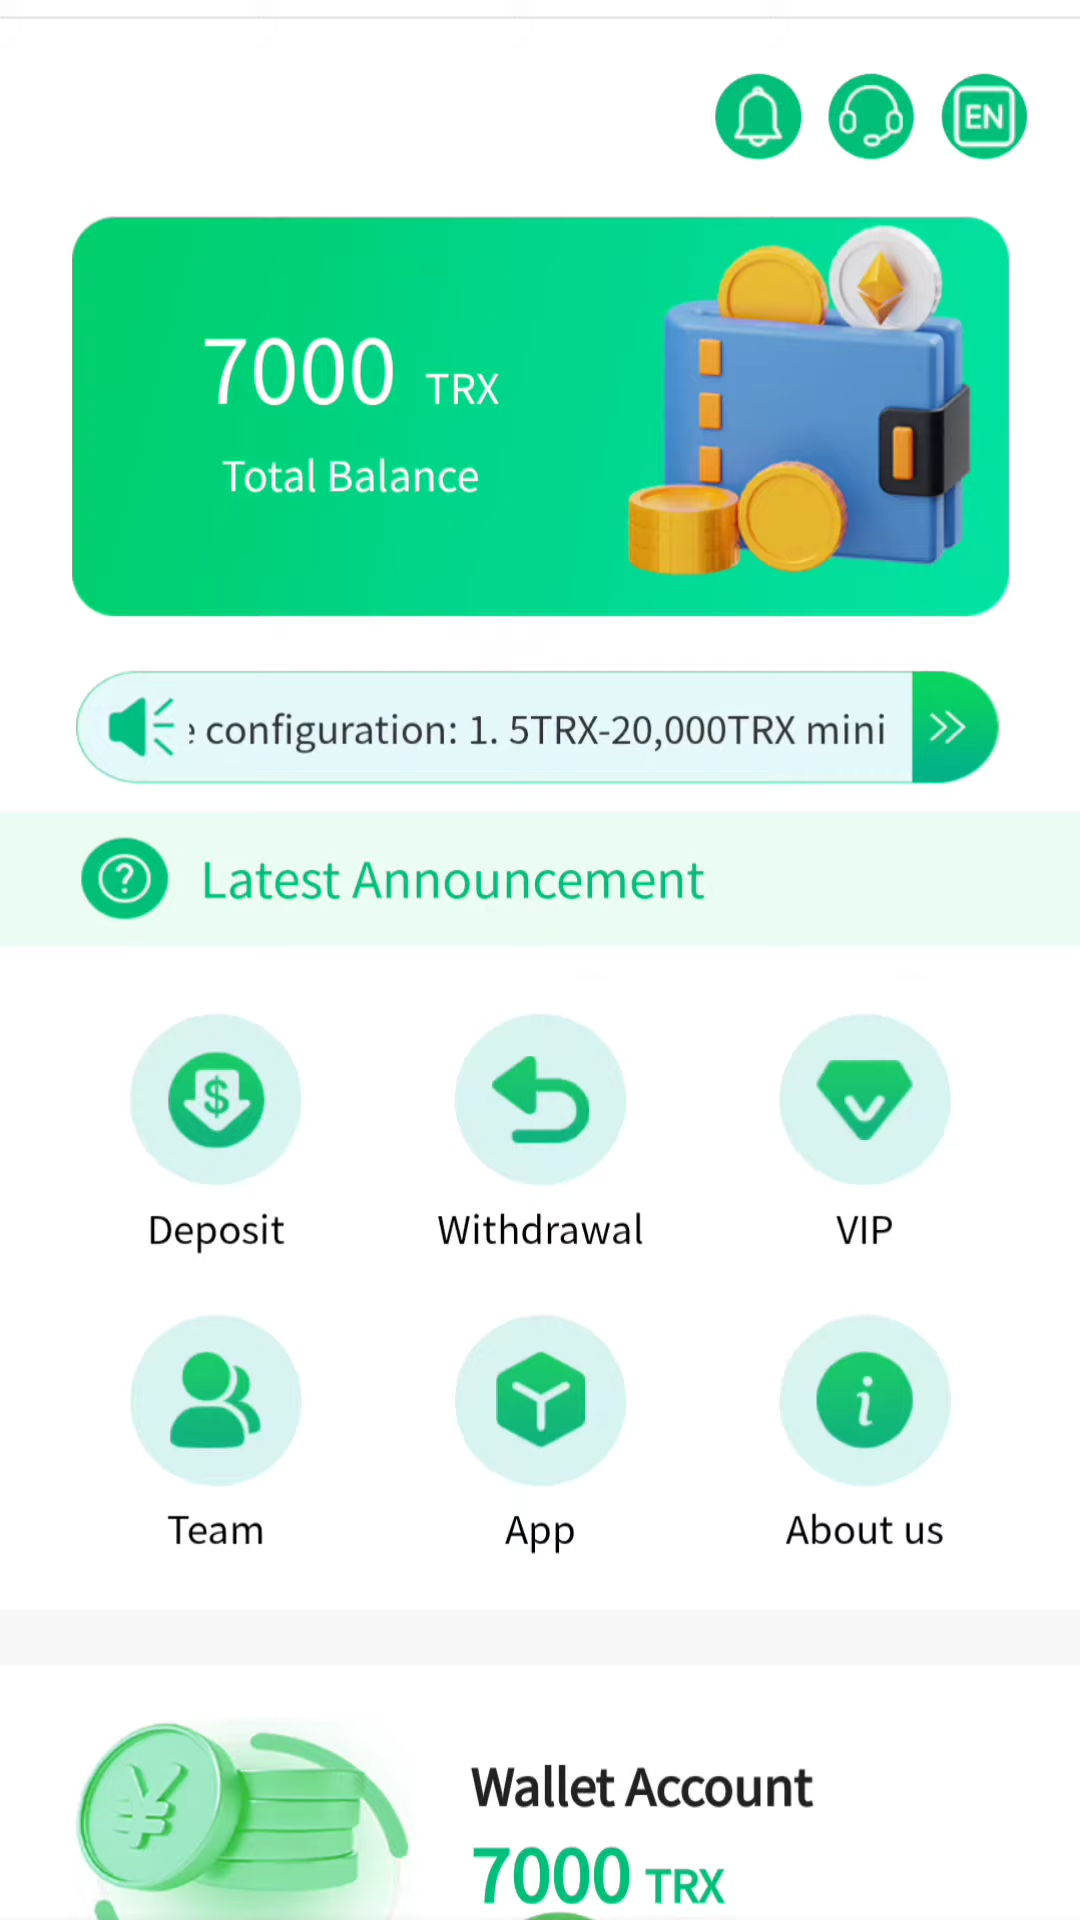 EN
7000 TRX
Total Balance
configuration: 1. 5TRX-20,000TRX mini
Latest Announcement
Deposit
Withdrawal
VIP
Team
App
About us
Wallet Account
7000 TRX